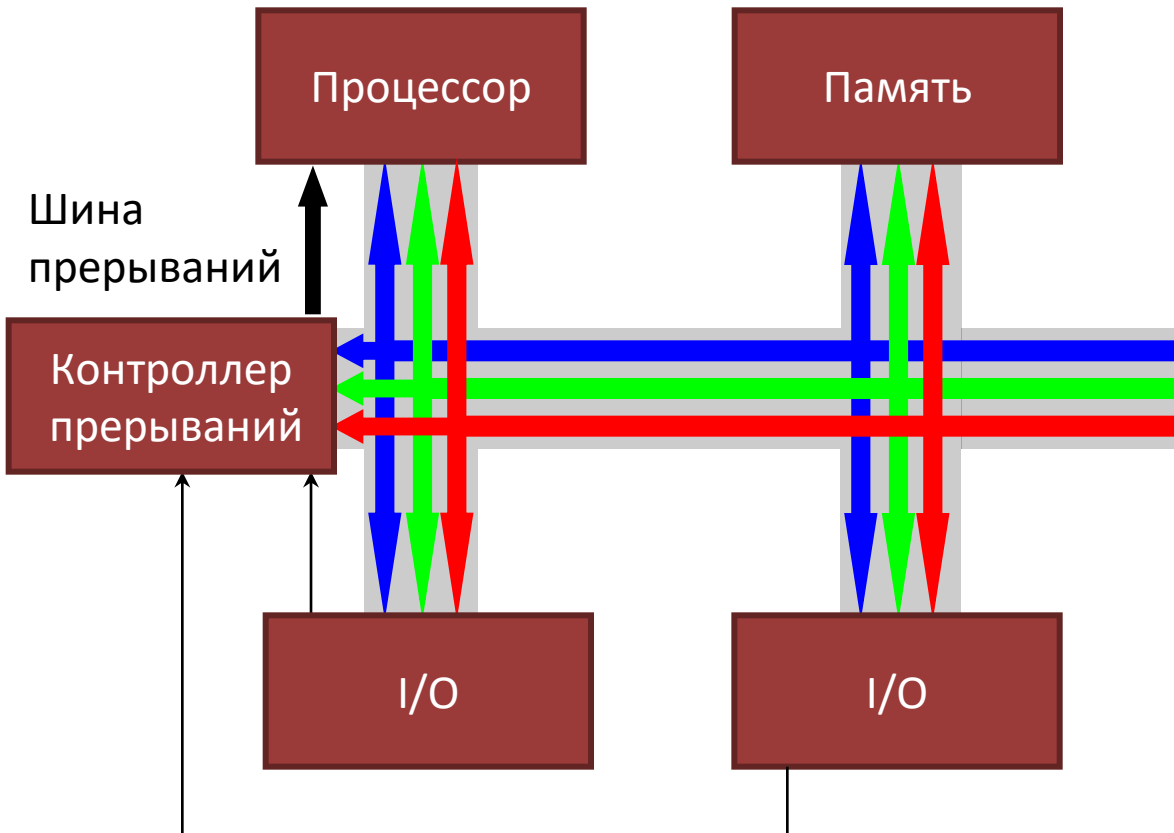 Процессор
Память
Шина
прерываний
Контроллер
прерываний
I/O
I/O